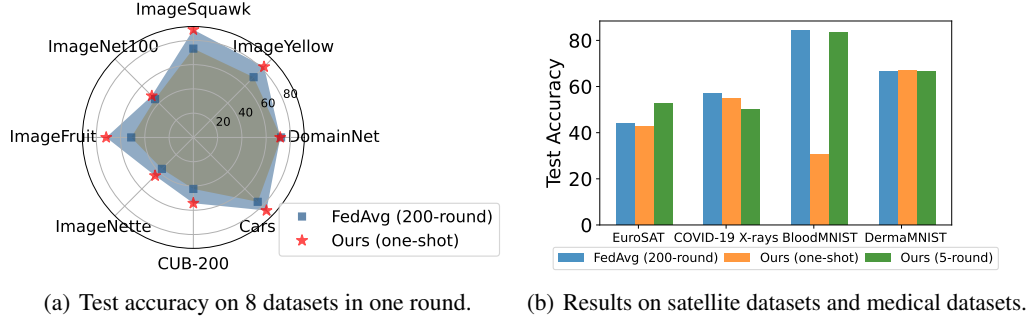 ImageSquawk
ImageNet100
ImageYellow
80
60
40
20
ImageFruit
DomainNet
ImageNette
Cars
CUB-200
FedAvg (200-round)
Ours (one-shot)
(a) Test accuracy on 8 datasets in one round.
Test Accuracy
80
60
40
20
0
EuroSAT COVID-19 X-rays BloodMNIST DermaMNIST
FedAvg (200-round) Ours (one-shot) Ours (5-round)
(b) Results on satellite datasets and medical datasets.